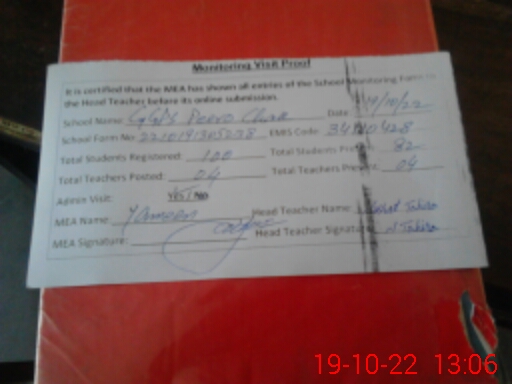 Monitoring Visit Proof
It is certified that the MEA has shown all entries of the School Monitoring Form to
the Head Teacher before its online submission.
School Name: GGPS Date: 19/10/22
School Form No: EMIS Code:
Total Students Registered: 100 Total Students Present: 82
Total Teachers Posted: 04 Total Teachers Present: 04
Admin Visit: Yes / No
MEA Name: Head Teacher Name: Tahira
MEA Signature: Head Teacher Signature: N Tahira
19-10-22 13:06